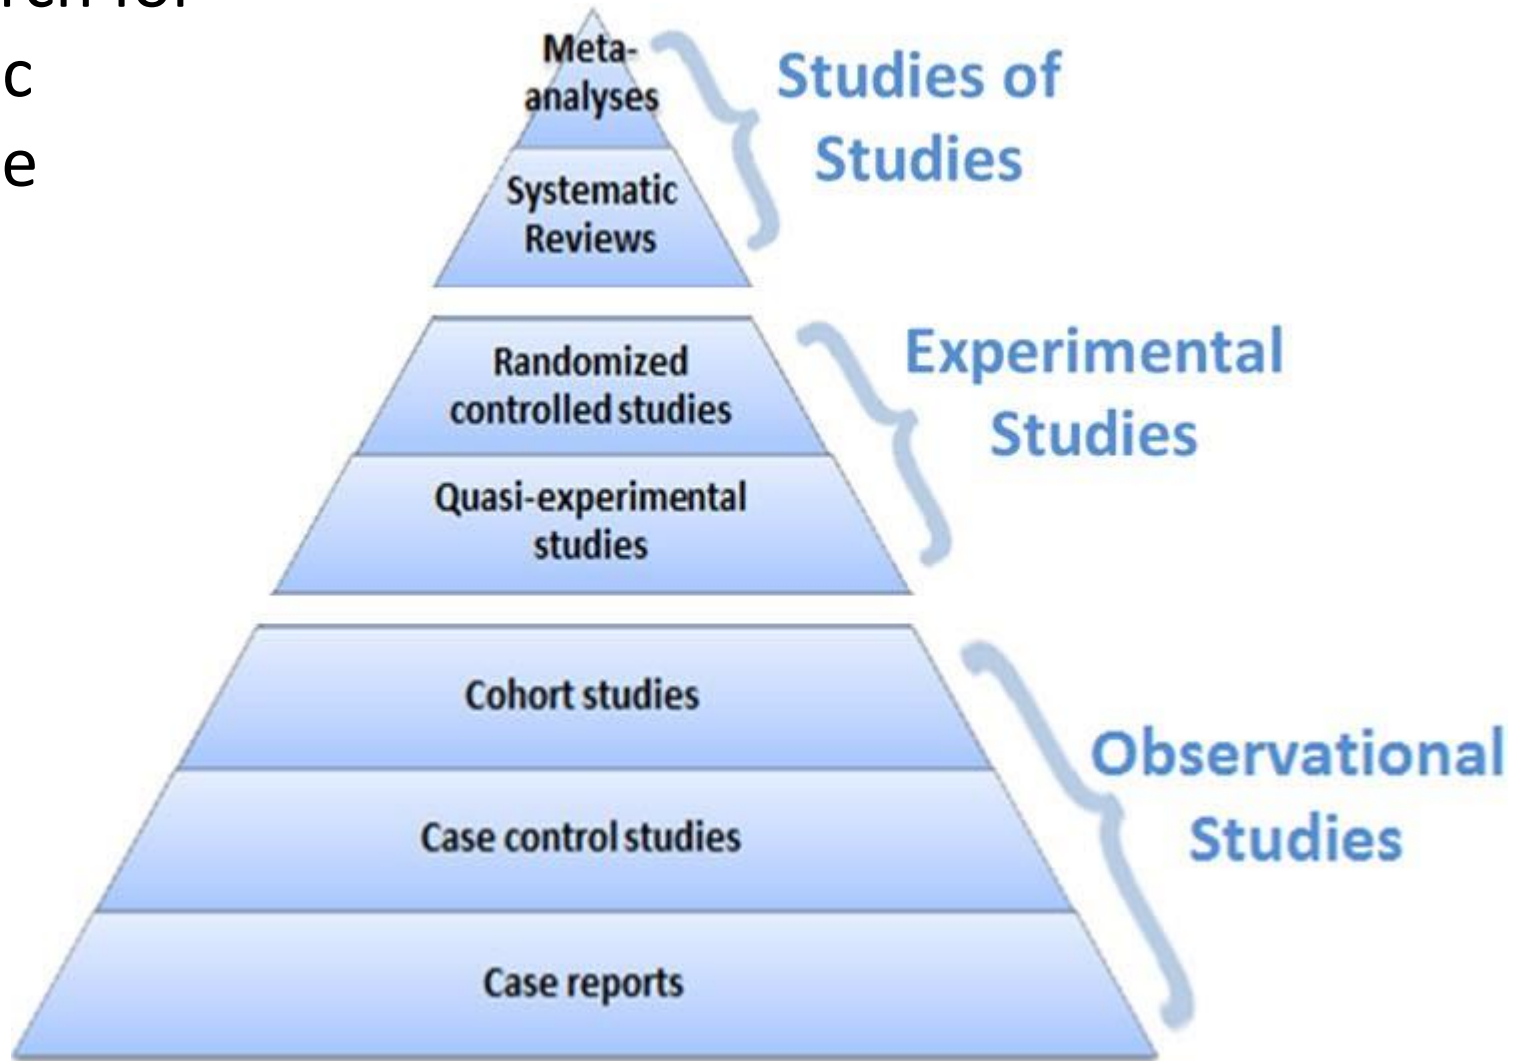 c
e
Meta-
analyses
Studies of
Studies
Systematic
Reviews
Randomized
controlled studies
Experimental
Studies
Quasi-experimental
studies
Cohort studies
Observational
Studies
Case control studies
Case reports